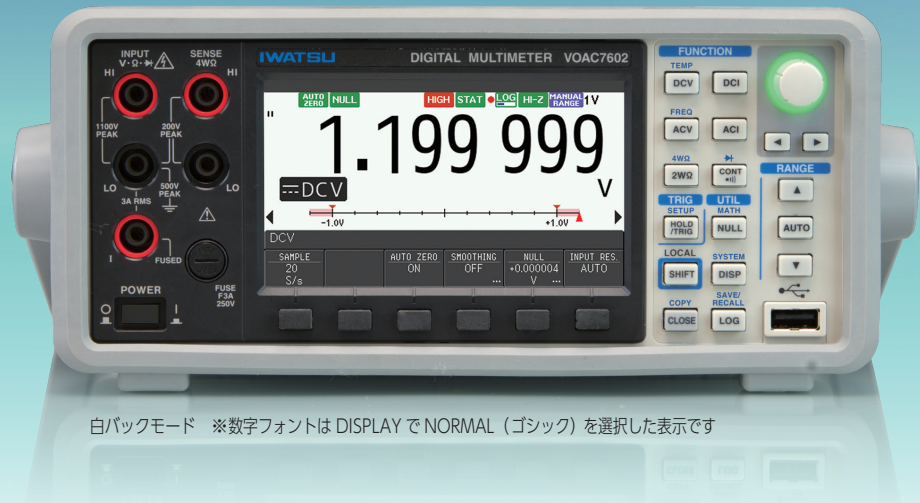 INPUT
V・Ω・
HI
SENSE
4WΩ
HI
1100V
PEAK
200V
PEAK
LO
500V
PEAK
LO
3A RMS
I
FUSED
POWER
FUSE
F3A
250V
IWATSU DIGITAL MULTIMETER VOAC7602
AUTO ZERO NULL HIGH STAT LOG HI-Z MANUAL RANGE 1V
"
1.199 999
DCV V
-1.0V +1.0V
DCV
SAMPLE AUTO ZERO SMOOTHING NULL INPUT RES.
20 ON OFF +0.000004 AUTO
S/s ... V ...
FUNCTION
TEMP
DCV DCI
FREQ
ACV ACI
4WΩ
2WΩ CONT
TRIG UTIL
SETUP MATH
HOLD/TRIG NULL
LOCAL SYSTEM
SHIFT DISP
COPY SAVE/RECALL
CLOSE LOG
RANGE
AUTO
白バックモード ※数字フォントは DISPLAY で NORMAL（ゴシック）を選択した表示です